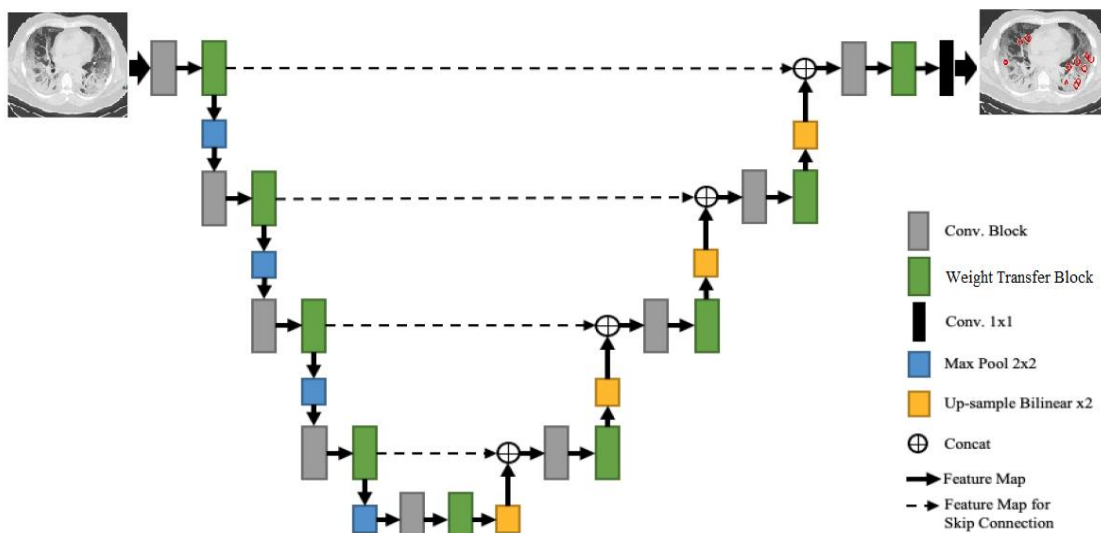 Conv. Block
Weight Transfer Block
Conv. 1x1
Max Pool 2x2
Up-sample Bilinear x2
Concat
Feature Map
Feature Map for
Skip Connection